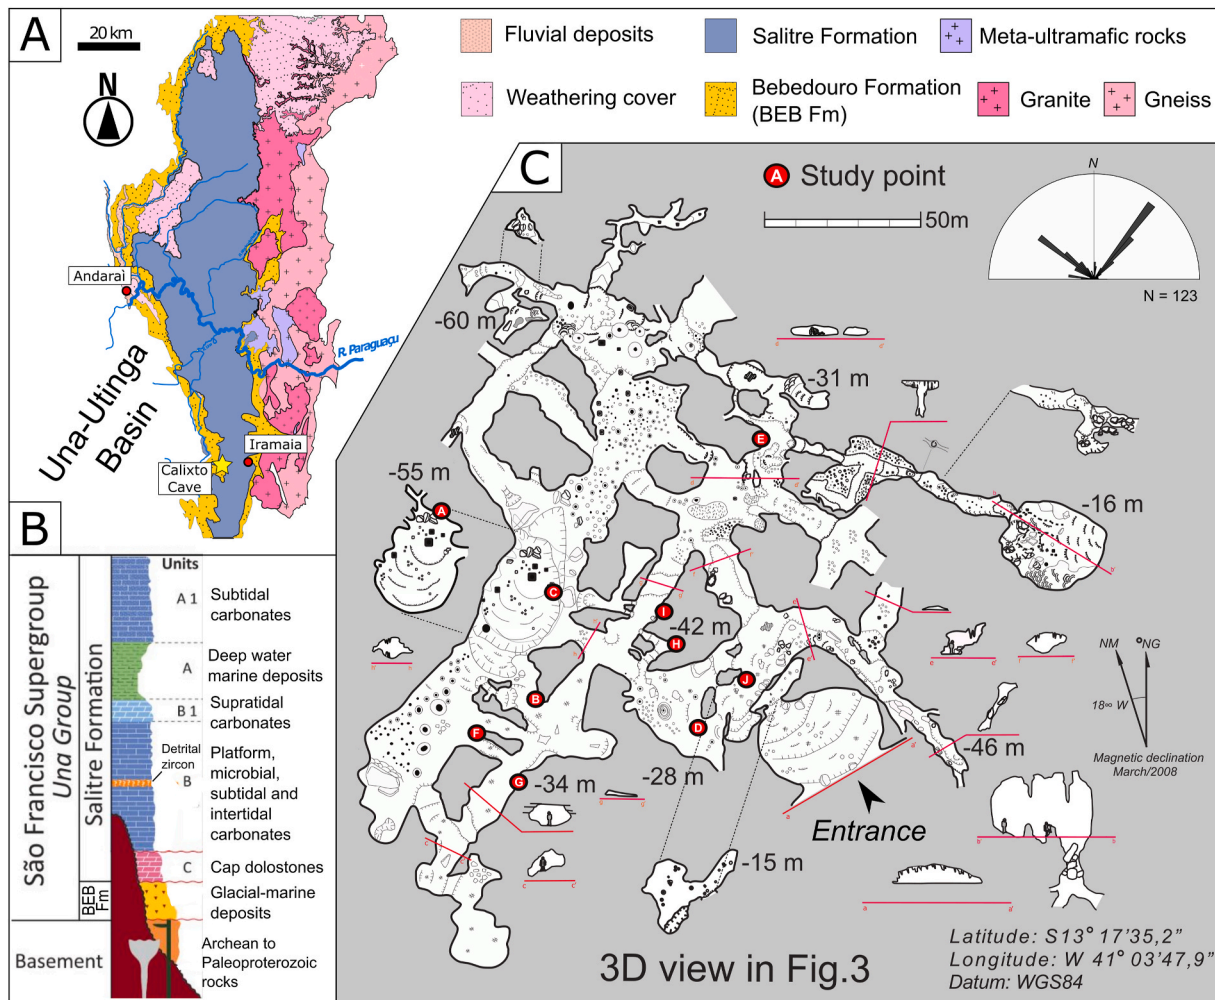 A
20 km
N
Fluvial deposits
Salitre Formation
Meta-ultramafic rocks
Weathering cover
Bebedouro Formation
(BEB Fm)
Granite
Gneiss
Andaraì
R. Paraguaçu
Una-Utinga
Basin
Iramaia
Calixto
Cave
B
São Francisco Supergroup
Una Group
Salitre Formation
BEB
Fm
Basement
Units
A 1
Subtidal
carbonates
A
Deep water
marine deposits
B 1
Supratidal
carbonates
Detrital
zircon
B
Platform,
microbial,
subtidal and
intertidal
carbonates
C
Cap dolostones
Glacial-marine
deposits
Archean to
Paleoproterozoic
rocks
C
A Study point
50m
N
N = 123
-60 m
-31 m
E
-55 m
A
-16 m
C
I
-42 m
H
J
B
F
D
G
-34 m
-28 m
-46 m
-15 m
Entrance
NM
°NG
18∞ W
Magnetic declination
March/2008
3D view in Fig.3
Latitude: S13° 17'35,2"
Longitude: W 41° 03'47,9"
Datum: WGS84